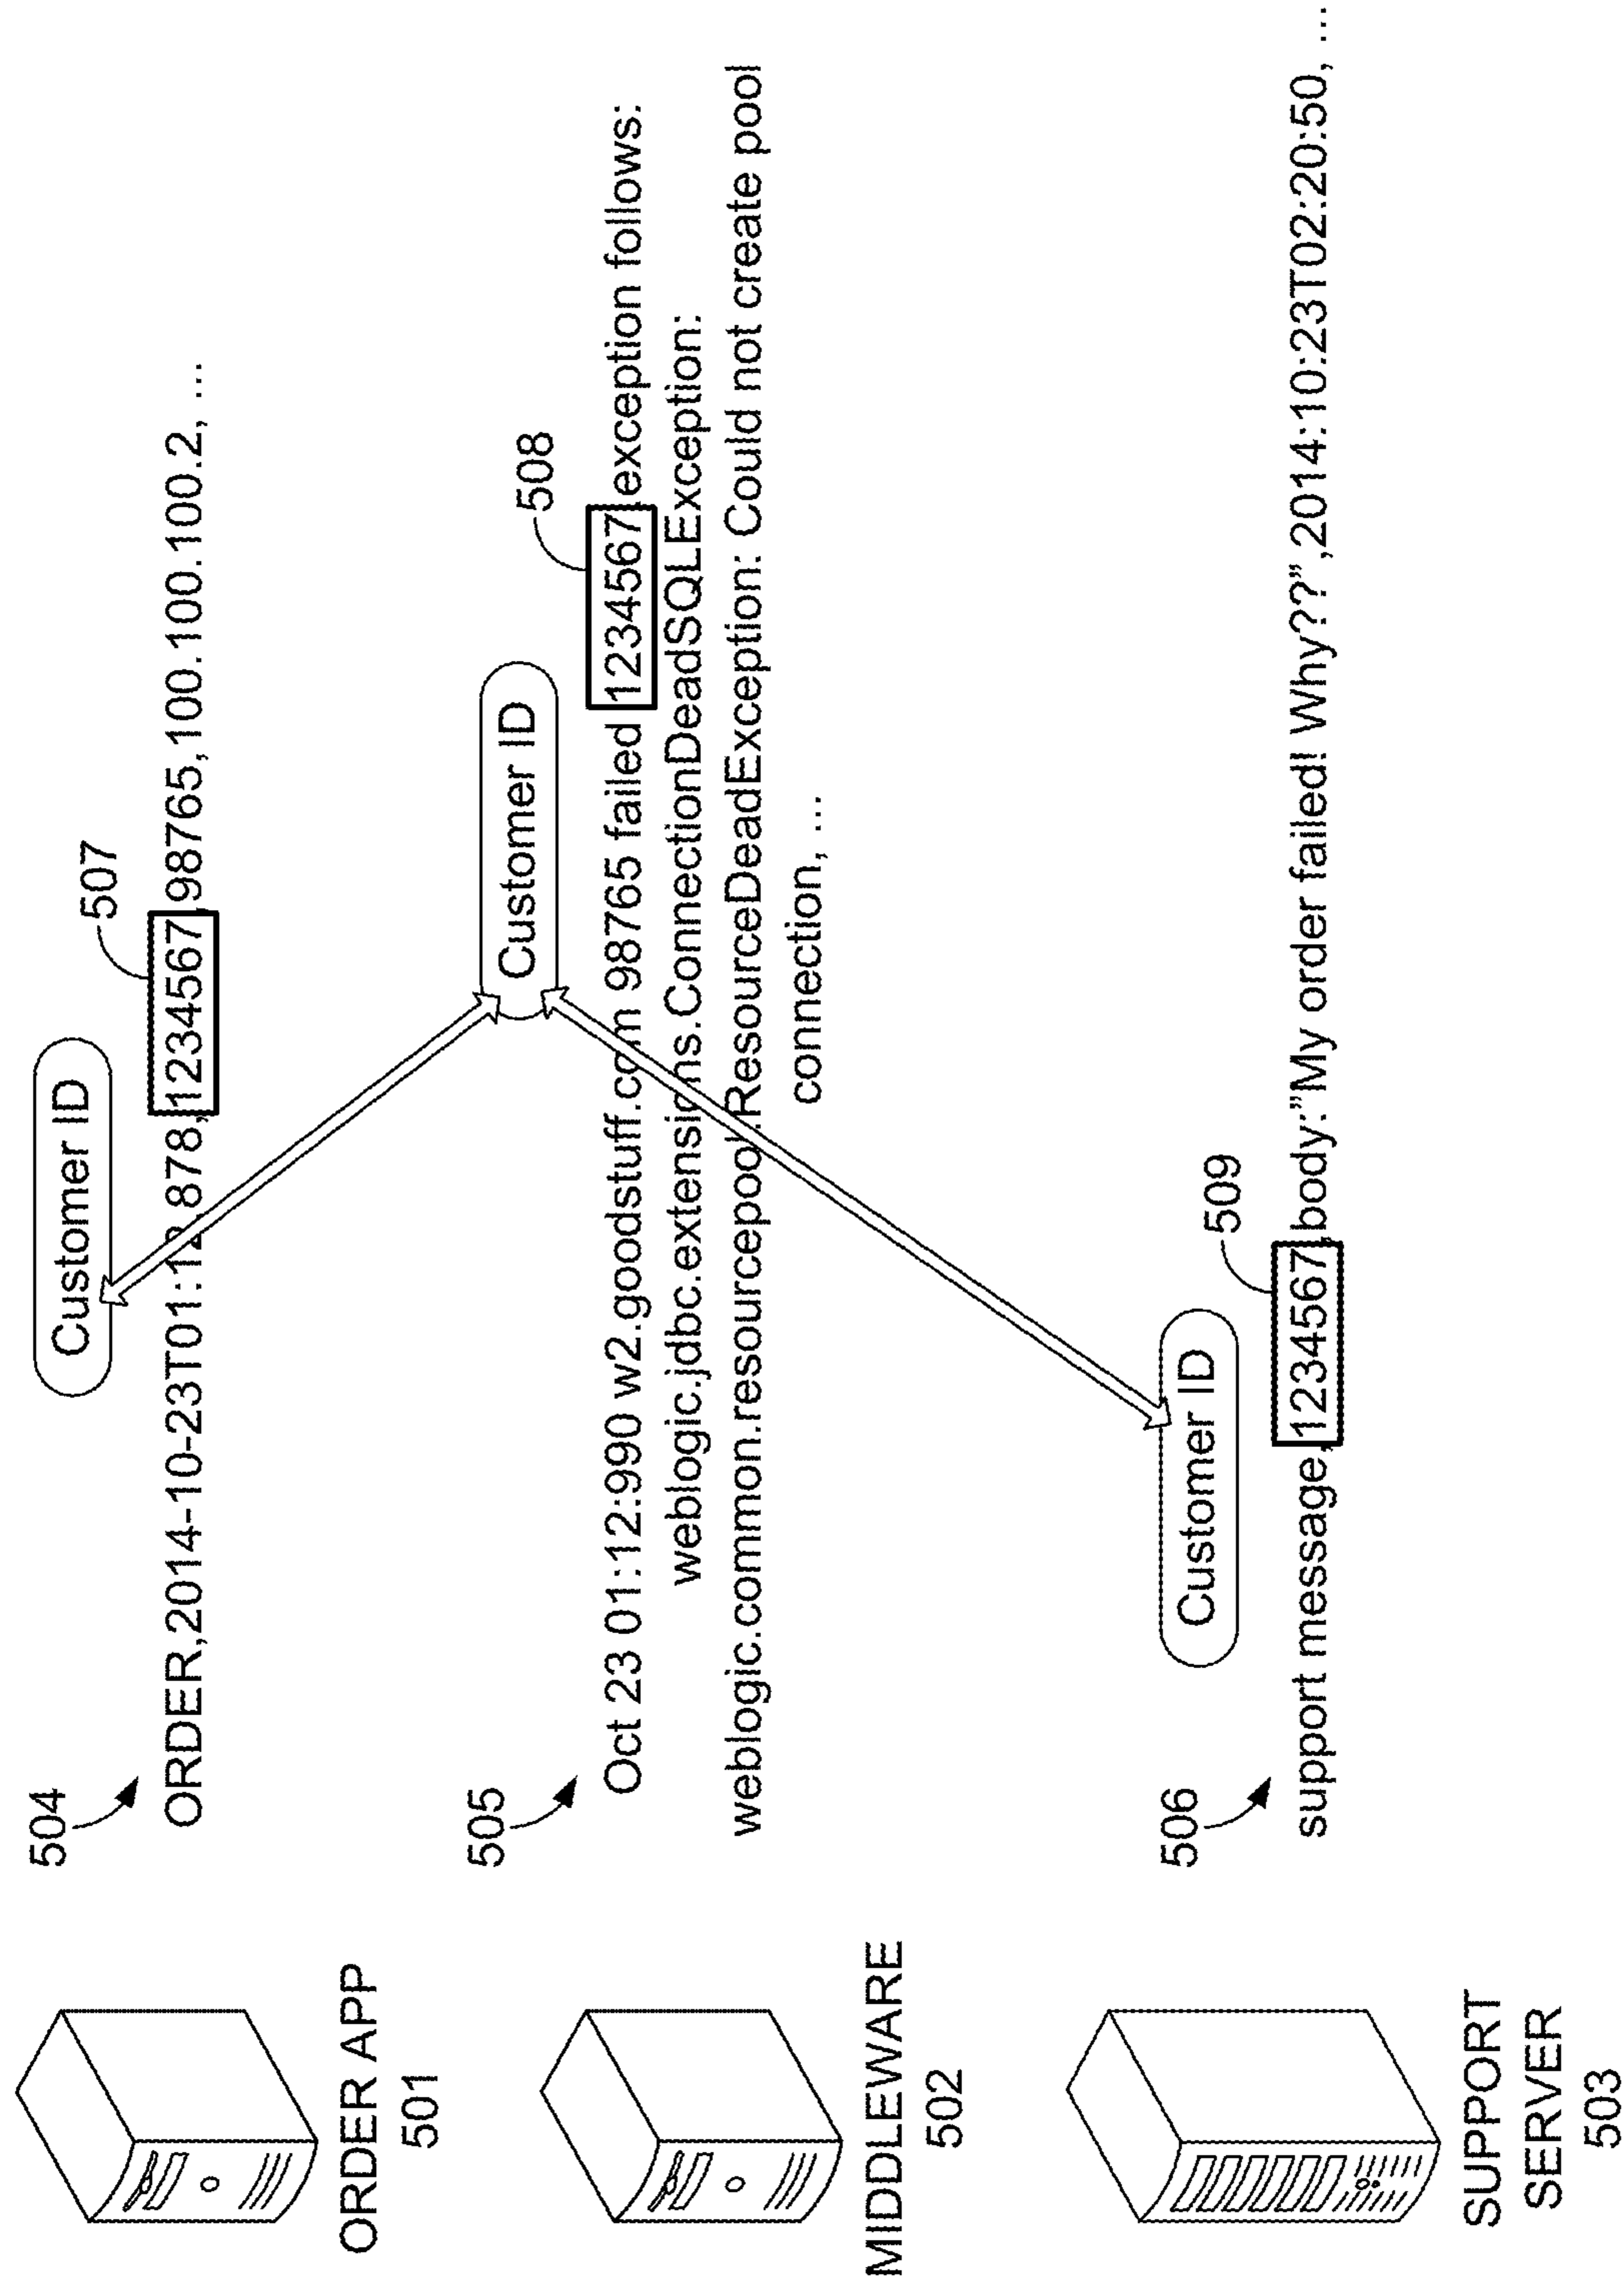 504
Customer ID
507
ORDER,2014-10-23T01:12:878,1234567,98765,100.100.100.2, ...
ORDER APP
501
505
Customer ID
508
Oct 23 01:12:990 w2.goodstuff.com 98765 failed 1234567 exception follows:
weblogic.jdbc.extensions.ConnectionDeadSQLException:
weblogic.common.resourcepool.ResourceDeadException: Could not create pool
connection, ...
MIDDLEWARE
502
506
Customer ID
509
support message,1234567,body:”My order failed! Why??”,2014:10:23T02:20:50, ...
SUPPORT
SERVER
503